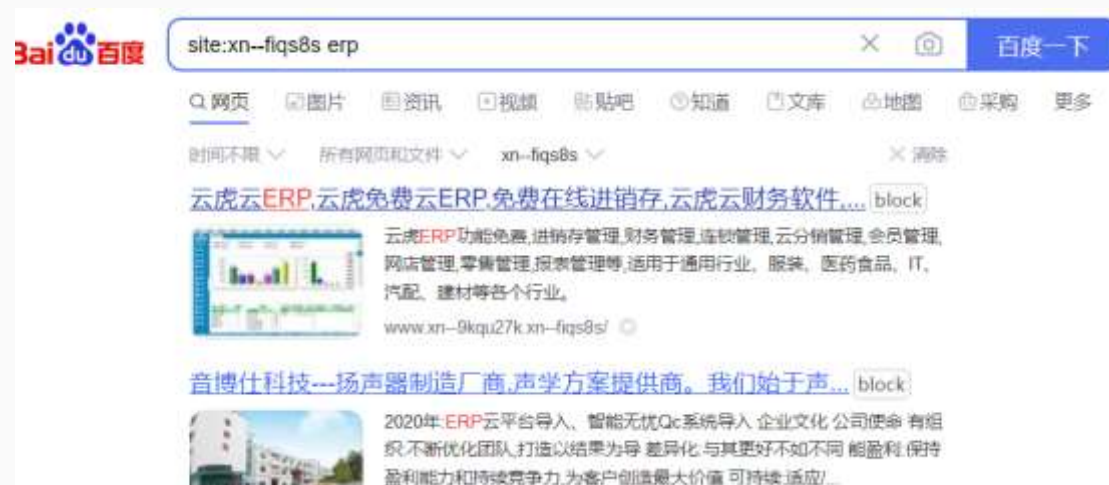 Bai du 百度 site:xn--fiqs8s erp 百度一下
网页 图片 资讯 视频 贴吧 知道 文库 地图 采购 更多
时间不限 所有网页和文件 xn--fiqs8s 清除
云虎云ERP,云虎免费云ERP,免费在线进销存,云虎云财务软件,... block
云虎ERP功能免费,进销存管理,财务管理,连锁管理,云分销管理,会员管理,
网店管理,零售管理,报表管理等,适用于通用行业、服装、医药食品、IT、
汽配、建材等各个行业。
www.xn--9kqu27k.xn--fiqs8s/
音博仕科技---扬声器制造厂商,声学方案提供商。我们始于声... block
2020年:ERP云平台导入、智能无忧Qc系统导入 企业文化 公司使命 有组
织,不断优化团队,打造以结果为导 差异化:与其更好不如不同 能盈利:保持
盈利能力和持续竞争力,为客户创造最大价值 可持续:适应/...